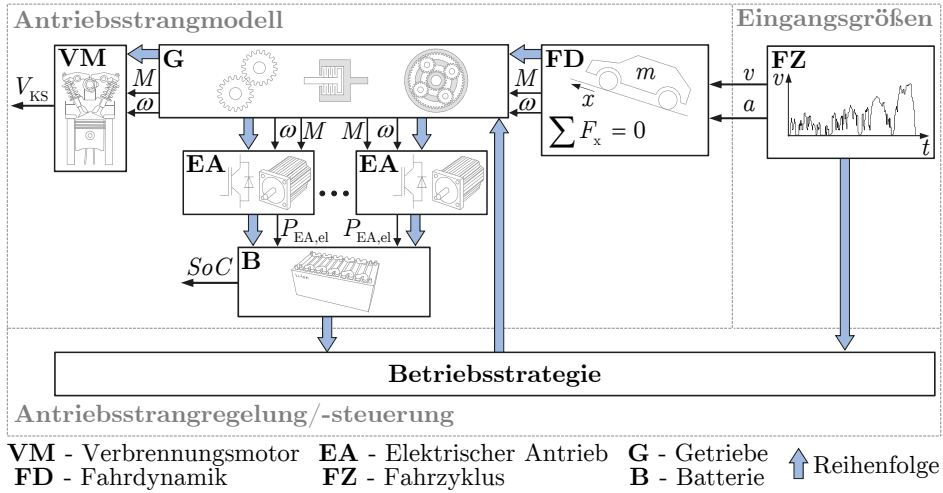 Antriebsstrangmodell
Eingangsgrößen
VM
G
FD
FZ
V_KS
M
ω
M
ω
m
x
∑ F_x = 0
v
a
v
t
ω M
M ω
EA
EA
P_EA,el
P_EA,el
SoC
B
Betriebsstrategie
Antriebsstrangregelung/-steuerung
VM - Verbrennungsmotor EA - Elektrischer Antrieb G - Getriebe
FD - Fahrdynamik FZ - Fahrzyklus B - Batterie
Reihenfolge